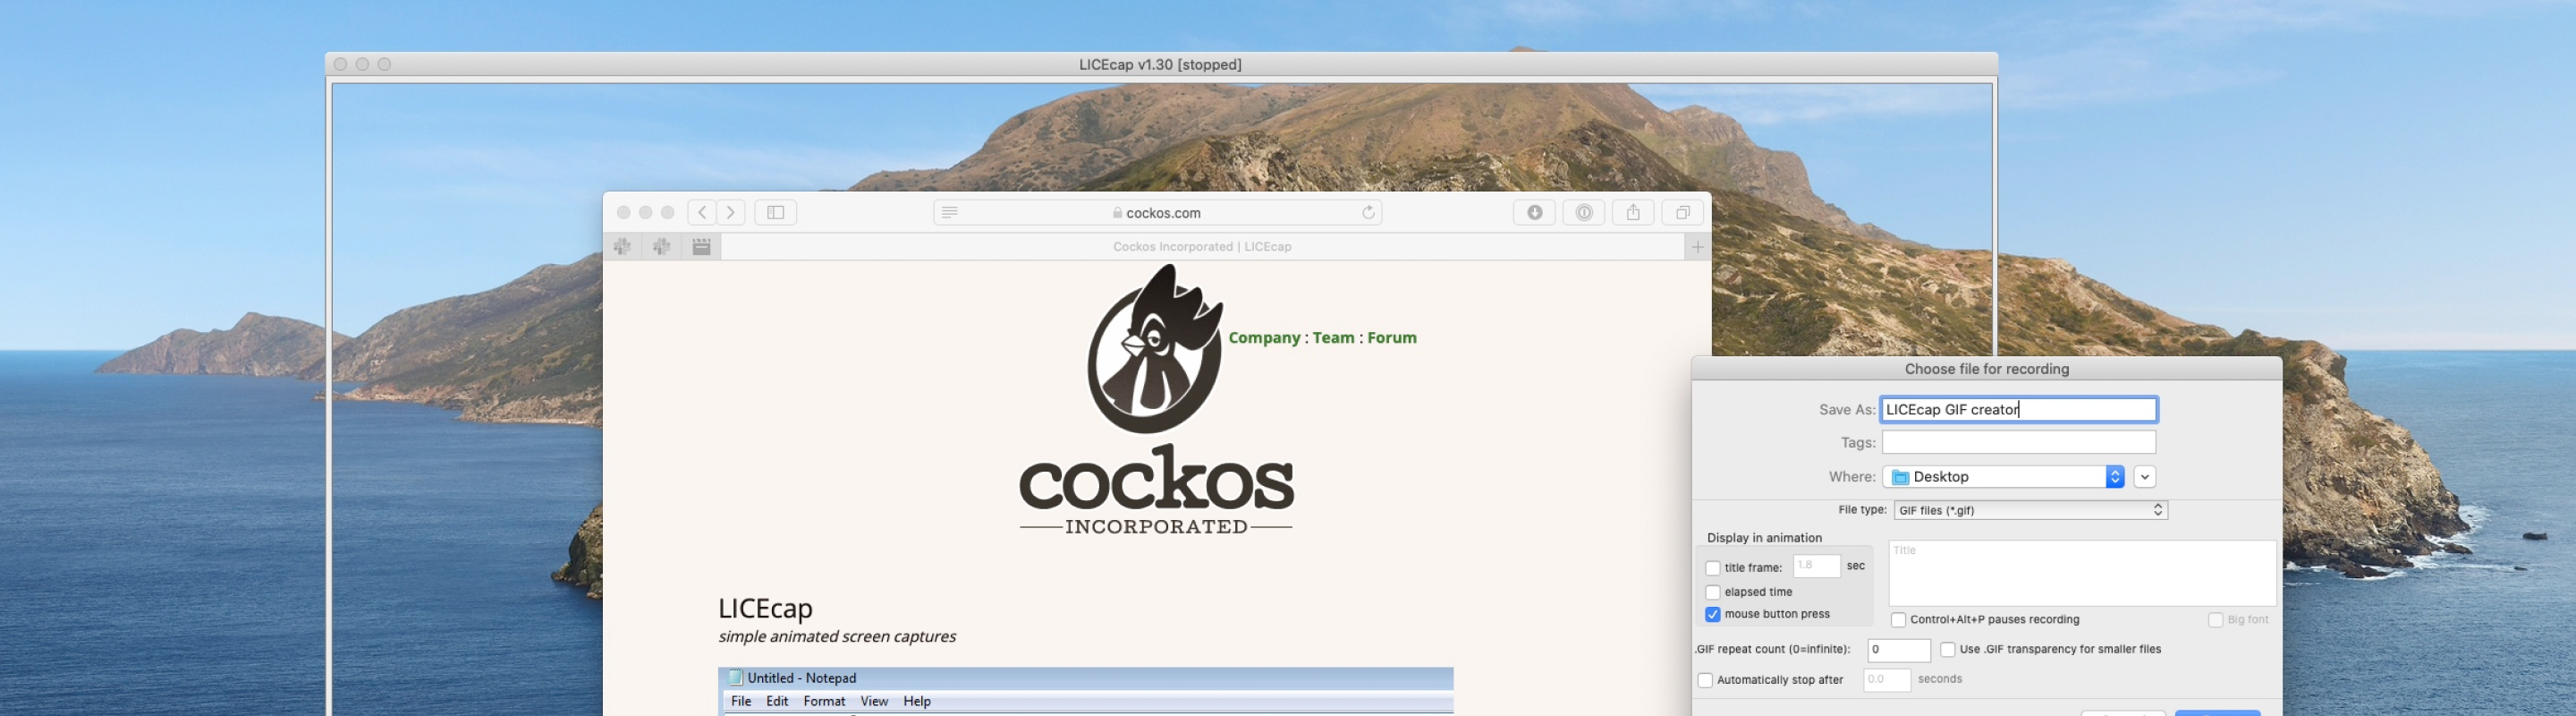 LICEcap v1.30 [stopped]
cockos.com
Cockos Incorporated | LICEcap
Company : Team : Forum
cockos
INCORPORATED
LICEcap
simple animated screen captures
Untitled - Notepad
File Edit Format View Help
Choose file for recording
Save As: LICEcap GIF creator
Tags:
Where: Desktop
File type: GIF files (*.gif)
Display in animation
Title
title frame: 1.8 sec
elapsed time
mouse button press
Control+Alt+P pauses recording Big font
.GIF repeat count (0=infinite): 0 Use .GIF transparency for smaller files
Automatically stop after 0.0 seconds